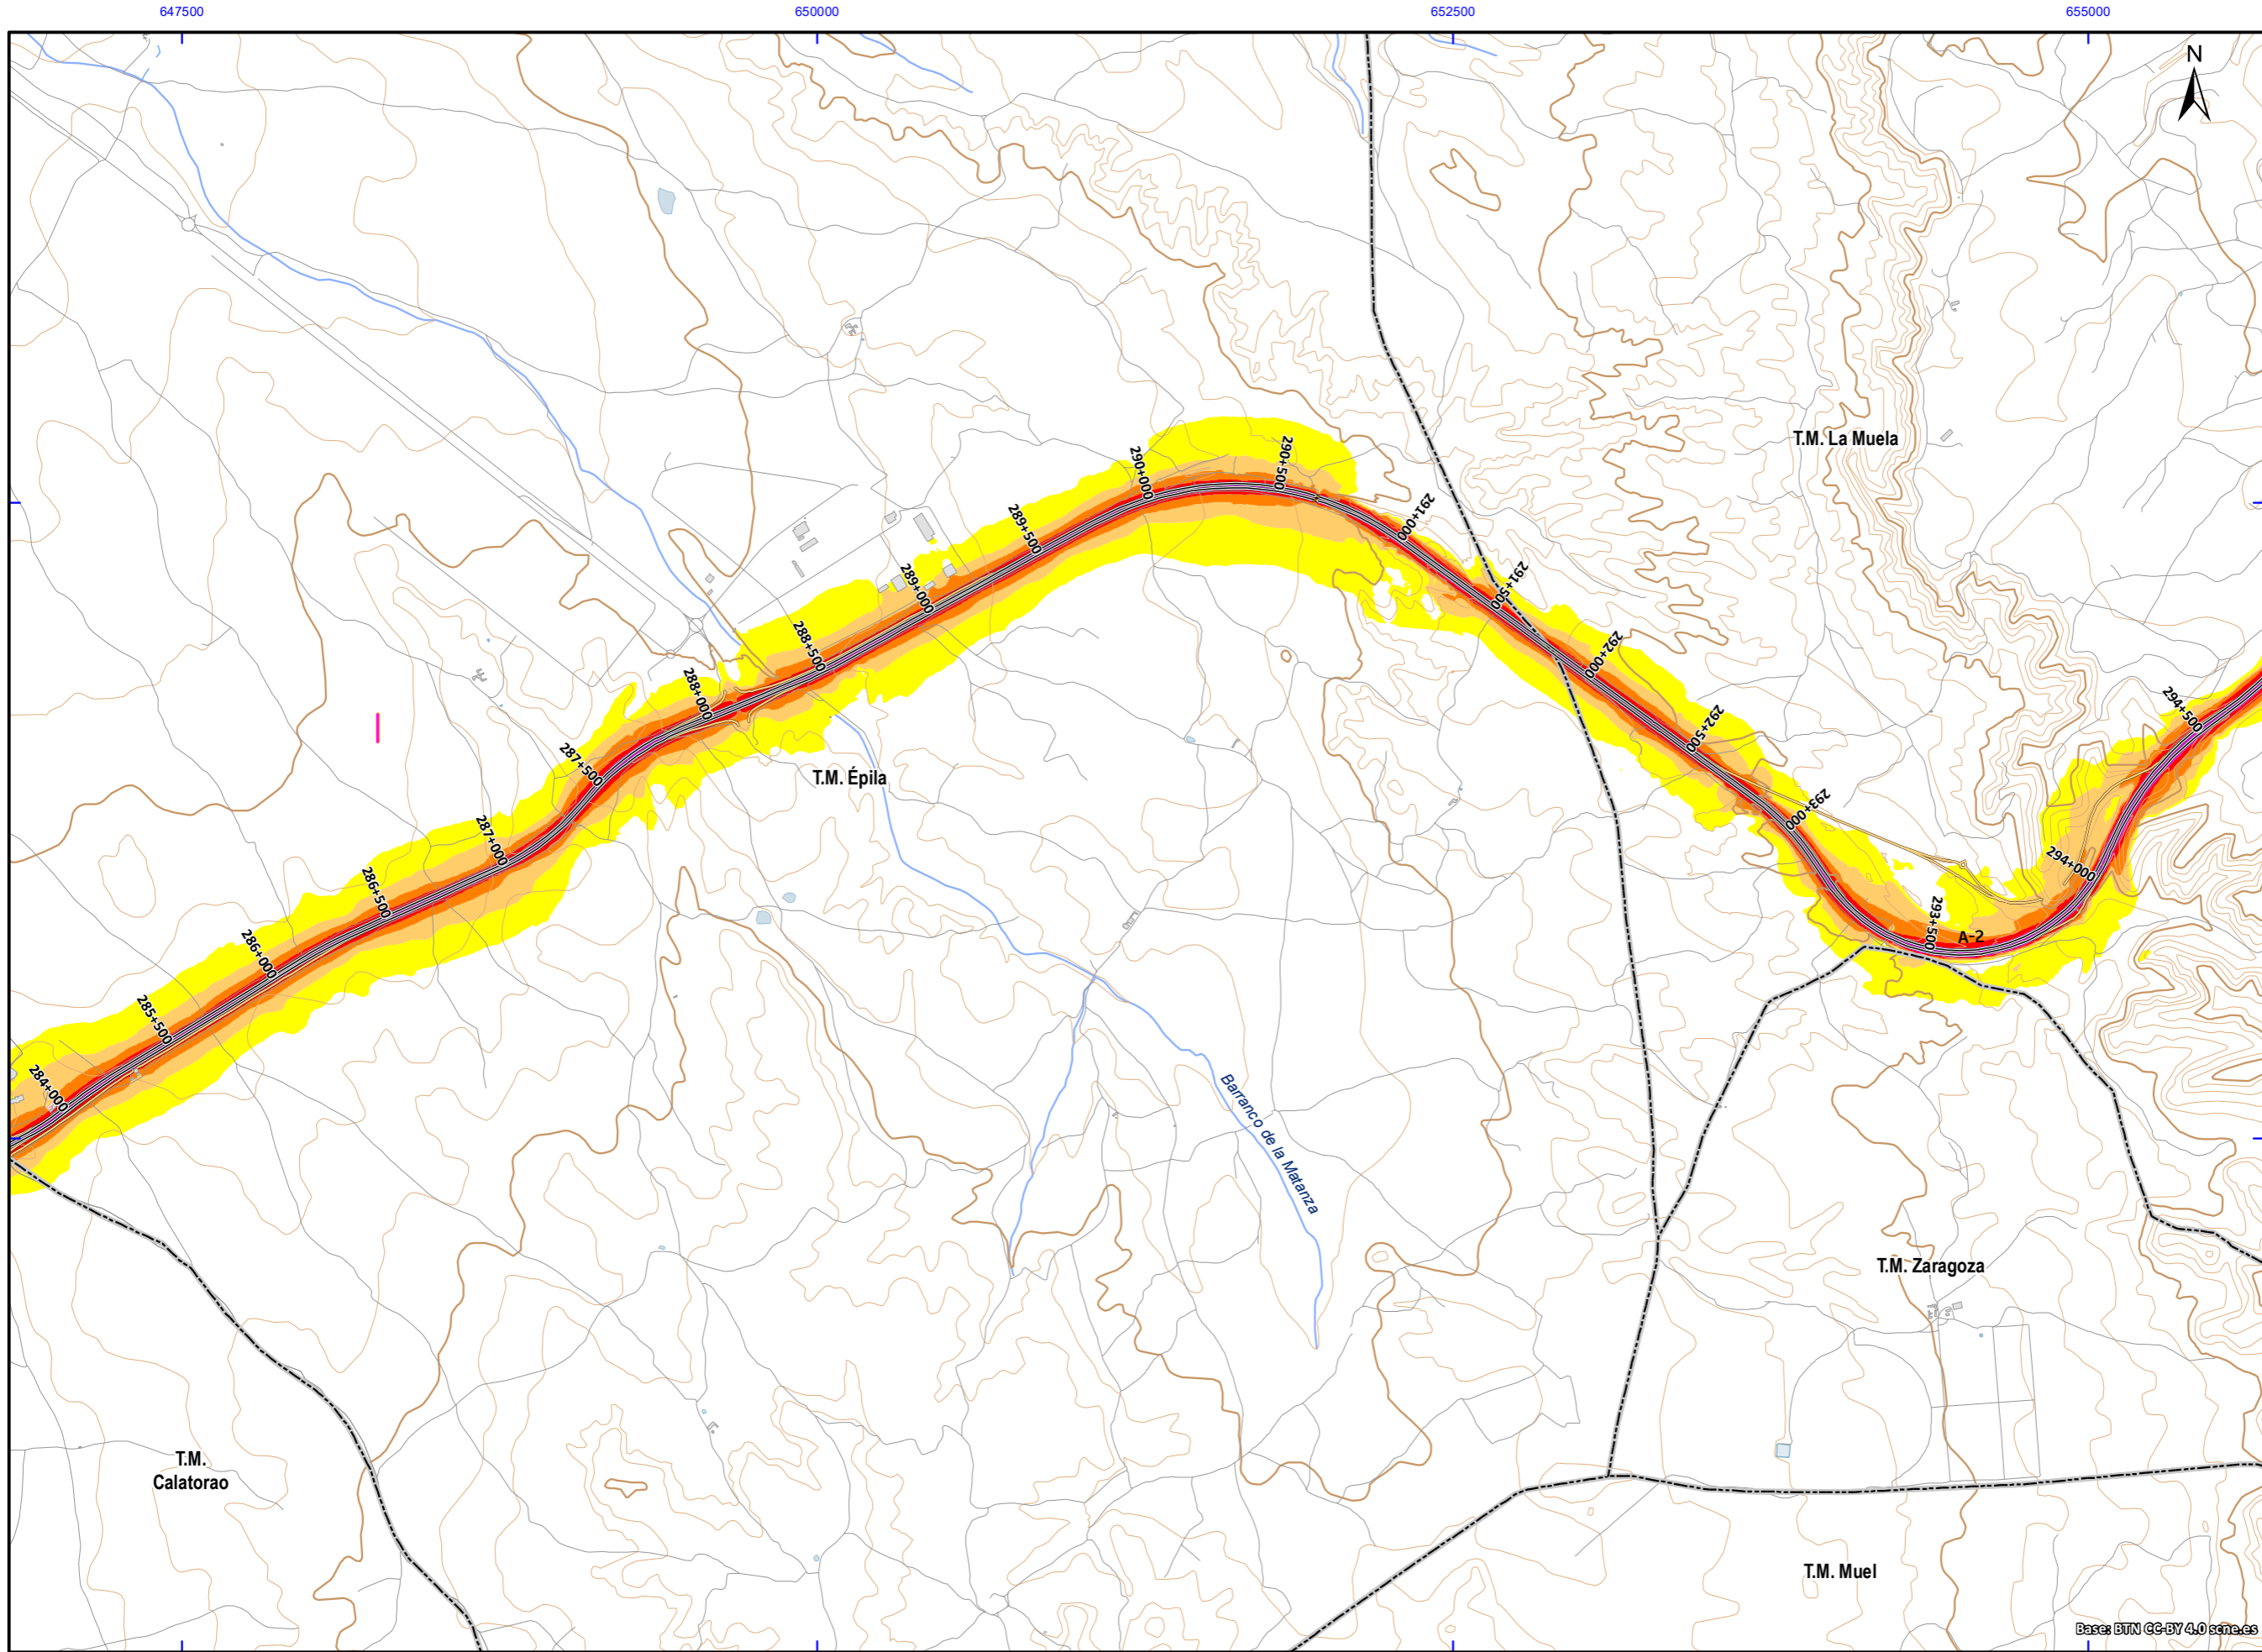 647500
650000
652500
655000
N
T.M. La Muela
290+500
290+000
291+000
289+500
289+000
291+500
288+500
292+000
288+000
294+500
292+500
287+500
T.M. Épila
293+000
287+000
294+000
286+500
293+500
A-2
286+000
285+500
284+000
Barranco de la Matanza
T.M. Zaragoza
T.M.
Calatorao
T.M. Muel
Base: BTN CC-BY 4.0 scne.es